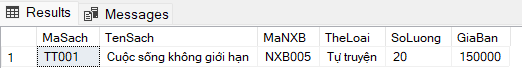 Results Messages
MaSach TenSach MaNXB TheLoai SoLuong GiaBan
1 TT001 Cuộc sống không giới hạn NXB005 Tự truyện 20 150000